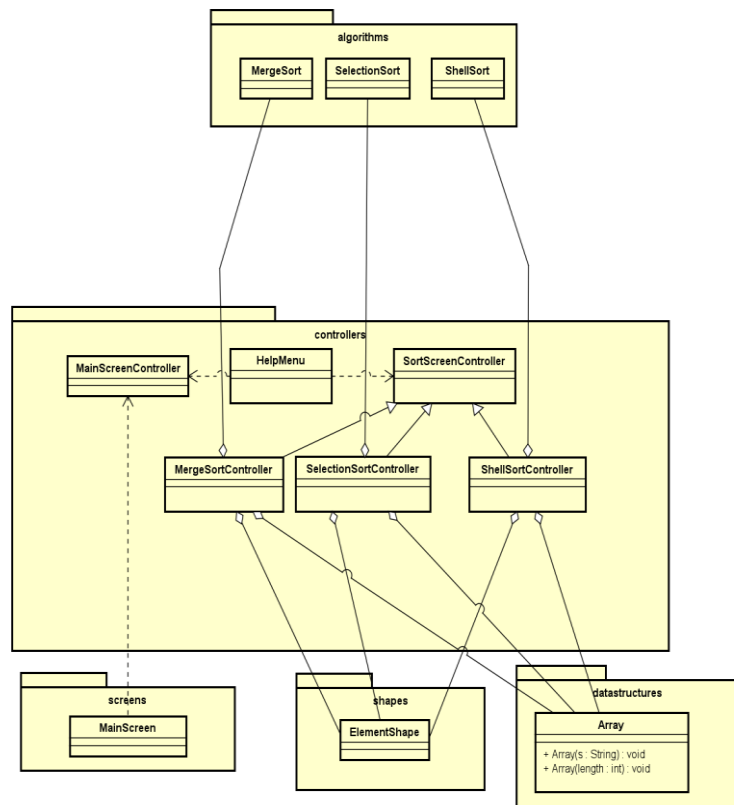 algorithms
MergeSort
SelectionSort
ShellSort
controllers
MainScreenController
HelpMenu
SortScreenController
MergeSortController
SelectionSortController
ShellSortController
screens
MainScreen
shapes
ElementShape
datastructures
Array
+ Array(s : String) : void
+ Array(length : int) : void